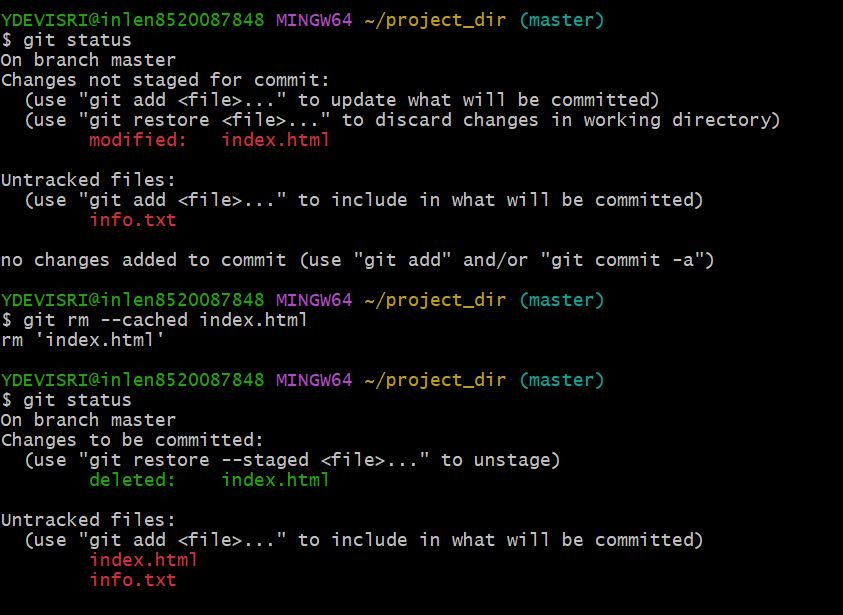 YDEVISRI@inlen8520087848 MINGW64 ~/project_dir (master)
$ git status
On branch master
Changes not staged for commit:
  (use "git add <file>..." to update what will be committed)
  (use "git restore <file>..." to discard changes in working directory)
        modified:   index.html

Untracked files:
  (use "git add <file>..." to include in what will be committed)
        info.txt

no changes added to commit (use "git add" and/or "git commit -a")

YDEVISRI@inlen8520087848 MINGW64 ~/project_dir (master)
$ git rm --cached index.html
rm 'index.html'

YDEVISRI@inlen8520087848 MINGW64 ~/project_dir (master)
$ git status
On branch master
Changes to be committed:
  (use "git restore --staged <file>..." to unstage)
        deleted:    index.html

Untracked files:
  (use "git add <file>..." to include in what will be committed)
        index.html
        info.txt